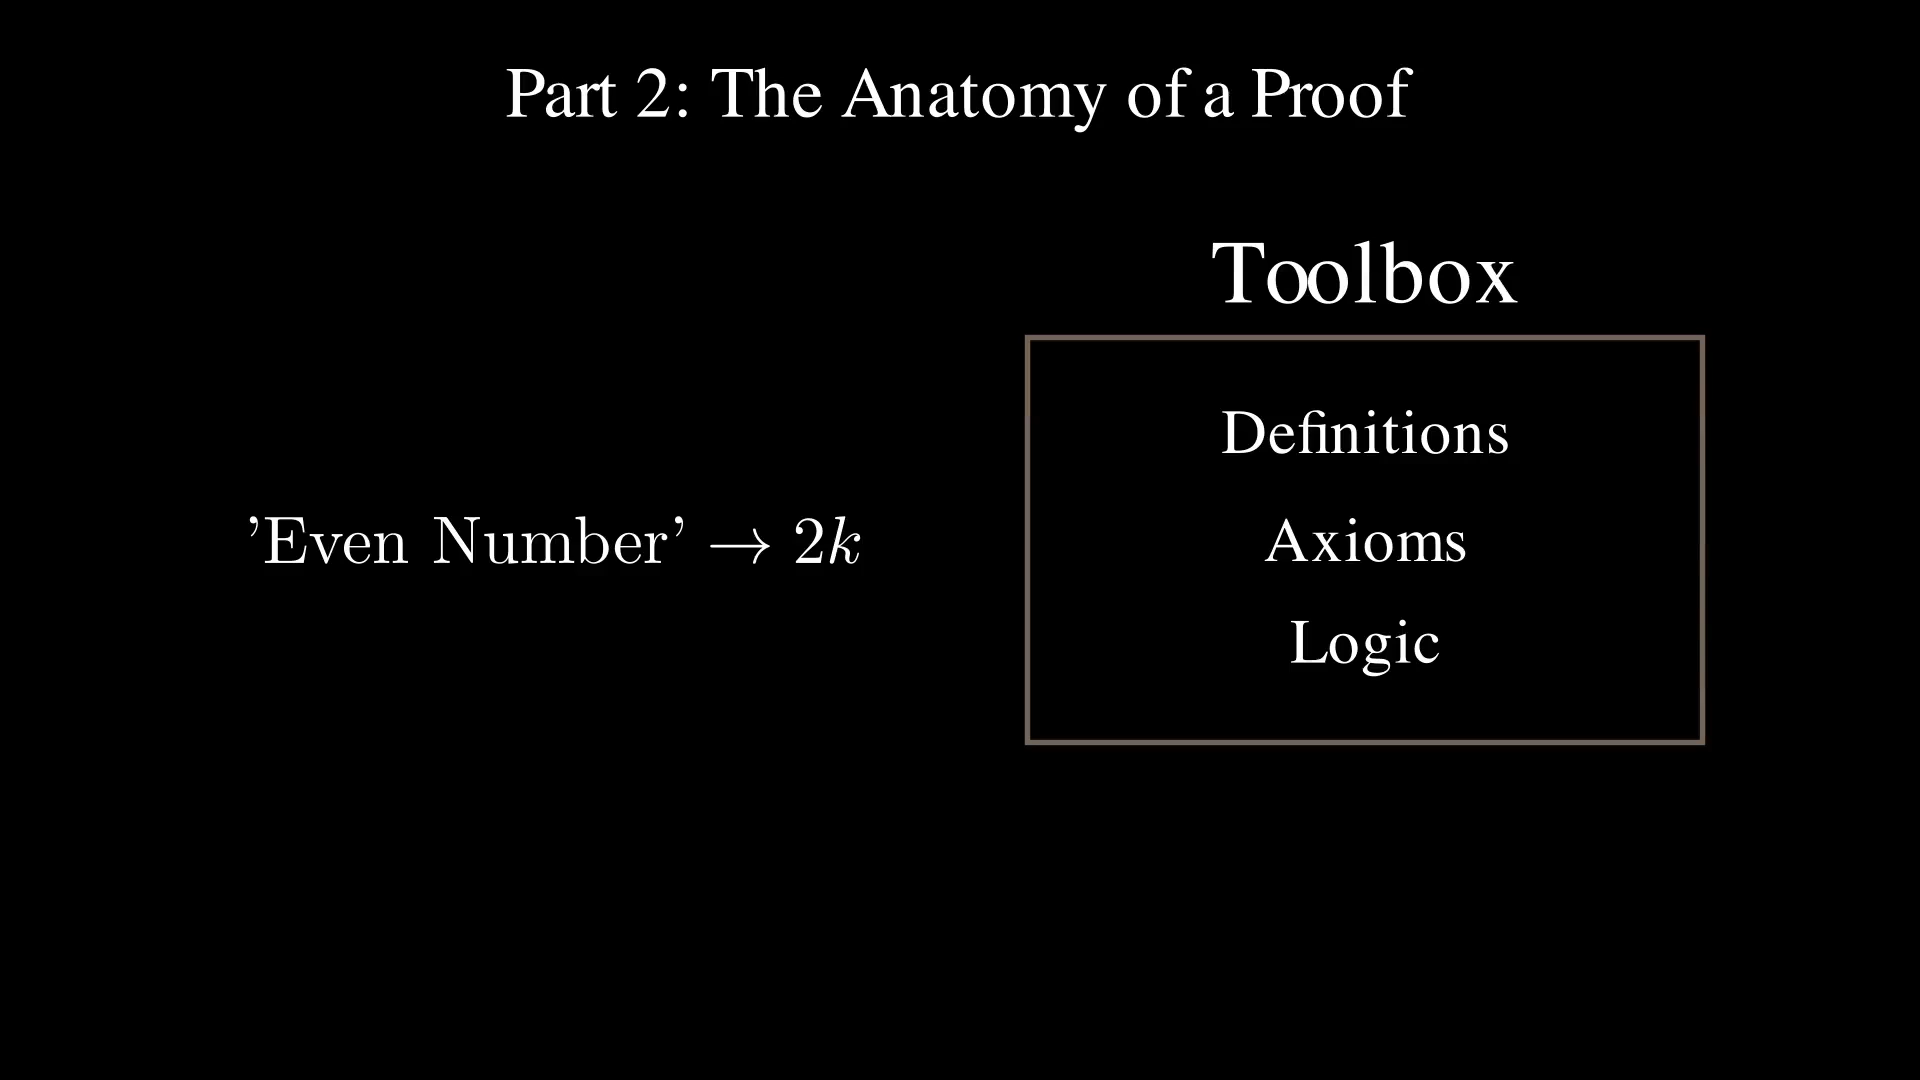 Part 2: The Anatomy of a Proof
Toolbox
Definitions
Axioms
Logic
’Even Number’ → 2k